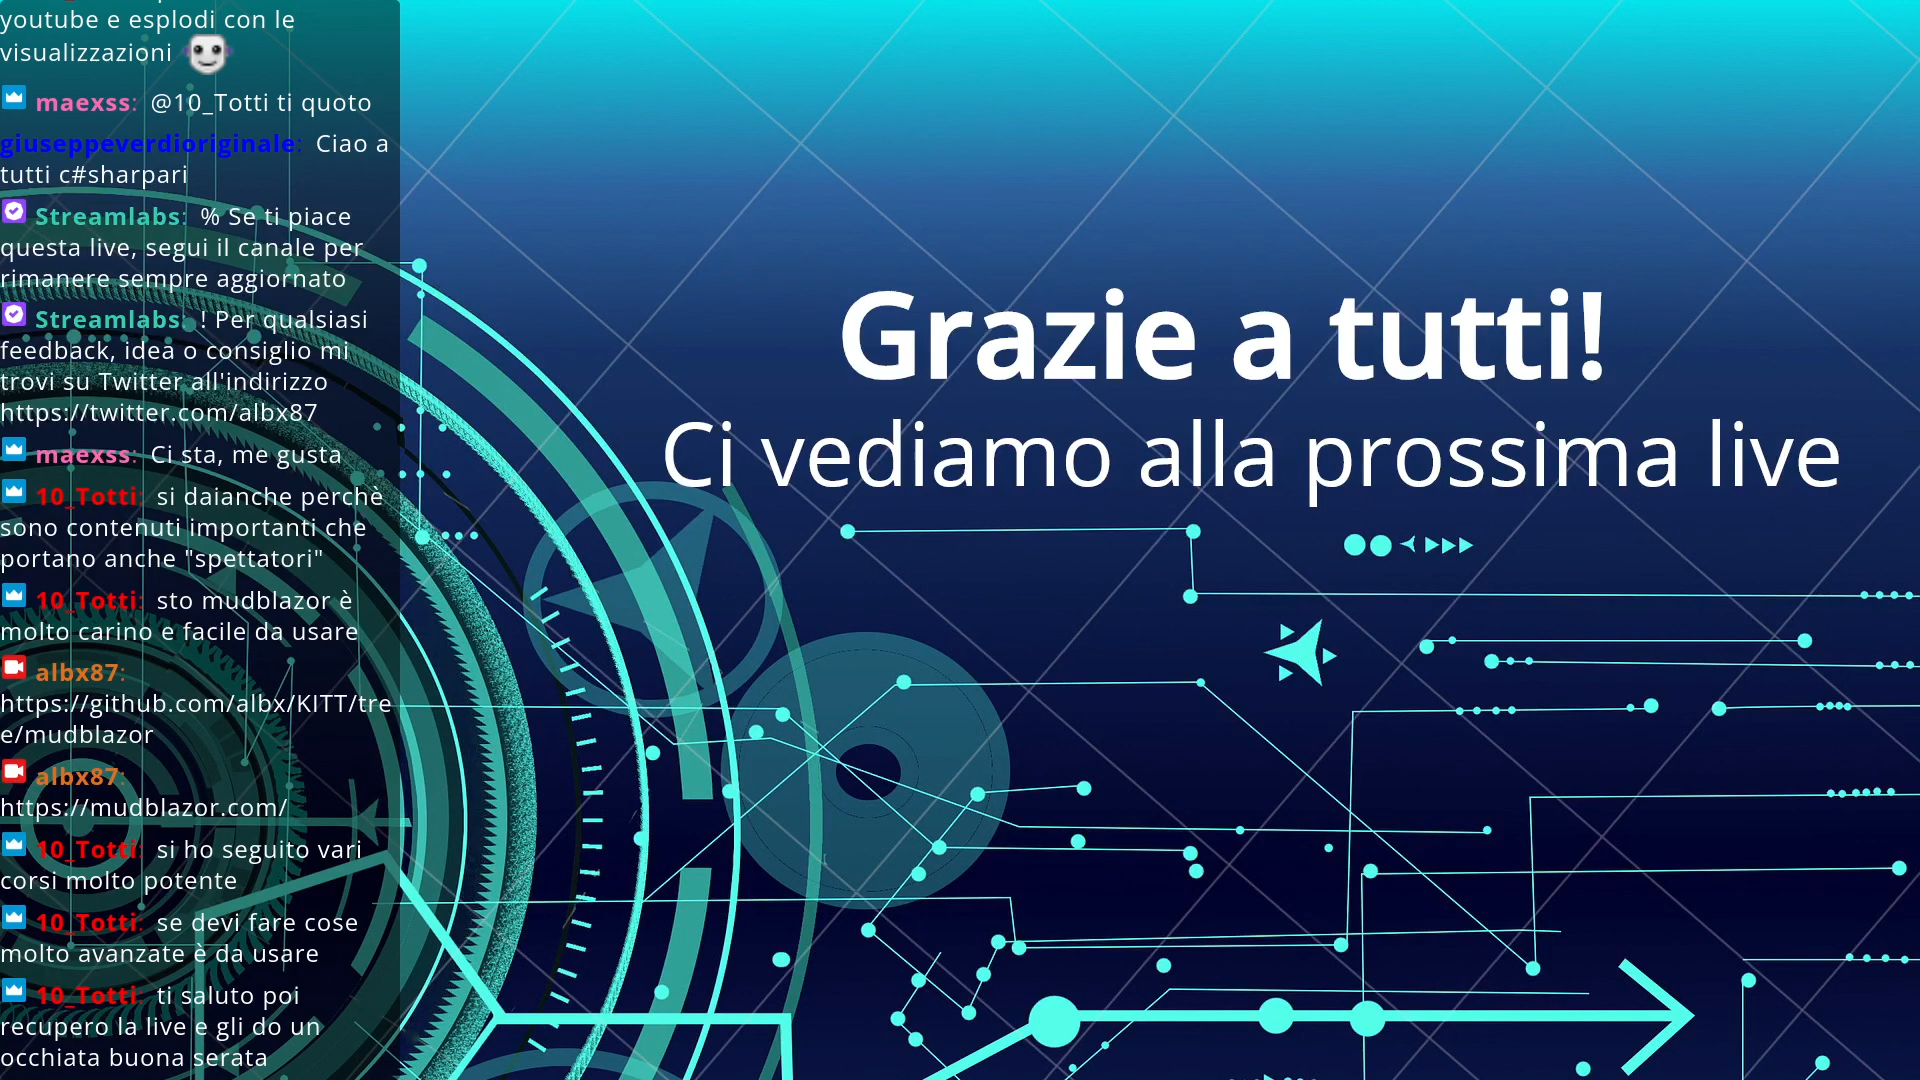 youtube e esplodi con le
visualizzazioni
maexss: @10_Totti ti quoto
giuseppeverdioriginale: Ciao a
tutti c#sharpari
Streamlabs: % Se ti piace
questa live, segui il canale per
rimanere sempre aggiornato
Streamlabs: ! Per qualsiasi
feedback, idea o consiglio mi
trovi su Twitter all'indirizzo
https://twitter.com/albx87
maexss: Ci sta, me gusta
10_Totti: si daianche perchè
sono contenuti importanti che
portano anche "spettatori"
10_Totti: sto mudblazor è
molto carino e facile da usare
albx87:
https://github.com/albx/KITT/tre
e/mudblazor
albx87:
https://mudblazor.com/
10_Totti: si ho seguito vari
corsi molto potente
10_Totti: se devi fare cose
molto avanzate è da usare
10_Totti: ti saluto poi
recupero la live e gli do un
occhiata buona serata
Grazie a tutti!
Ci vediamo alla prossima live